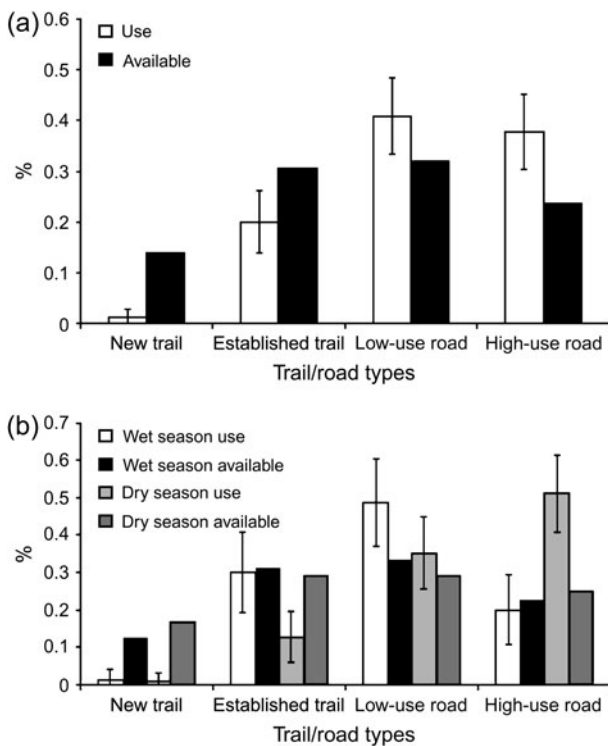 (a)
Use
Available
0.6
0.5
0.4
0.3
0.2
0.1
0
%
New trail Established trail Low-use road High-use road
Trail/road types
(b)
Wet season use
Wet season available
Dry season use
Dry season available
0.7
0.6
0.5
0.4
0.3
0.2
0.1
0
%
New trail Established trail Low-use road High-use road
Trail/road types